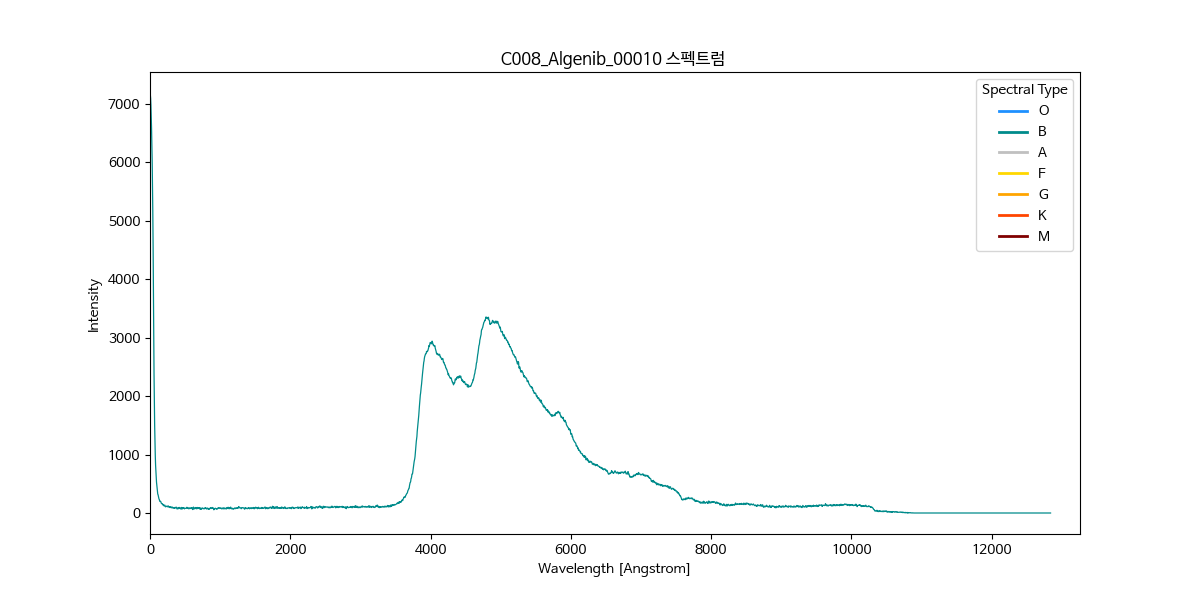 C008_Algenib_00010 스펙트럼
Spectral Type
O
B
A
F
G
K
M
Intensity
7000
6000
5000
4000
3000
2000
1000
0
0 2000 4000 6000 8000 10000 12000
Wavelength [Angstrom]